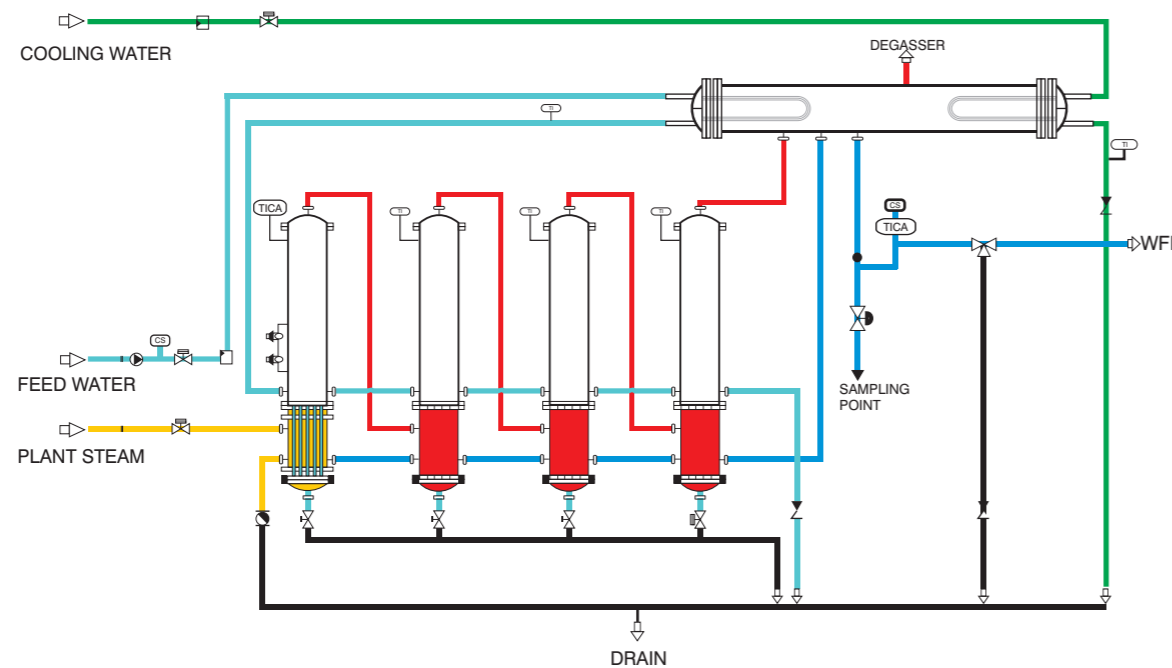 COOLING WATER
DEGASSER
TI
TI
TICA
TI
TI
TI
CS
TICA
WFI
CS
FEED WATER
SAMPLING
POINT
PLANT STEAM
DRAIN